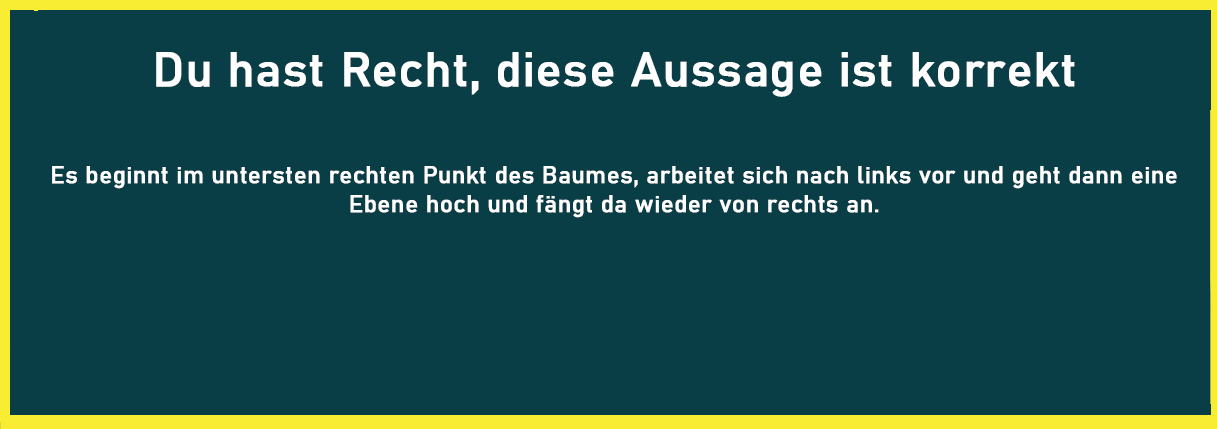 Du hast Recht, diese Aussage ist korrekt
Es beginnt im untersten rechten Punkt des Baumes, arbeitet sich nach links vor und geht dann eine
Ebene hoch und fängt da wieder von rechts an.